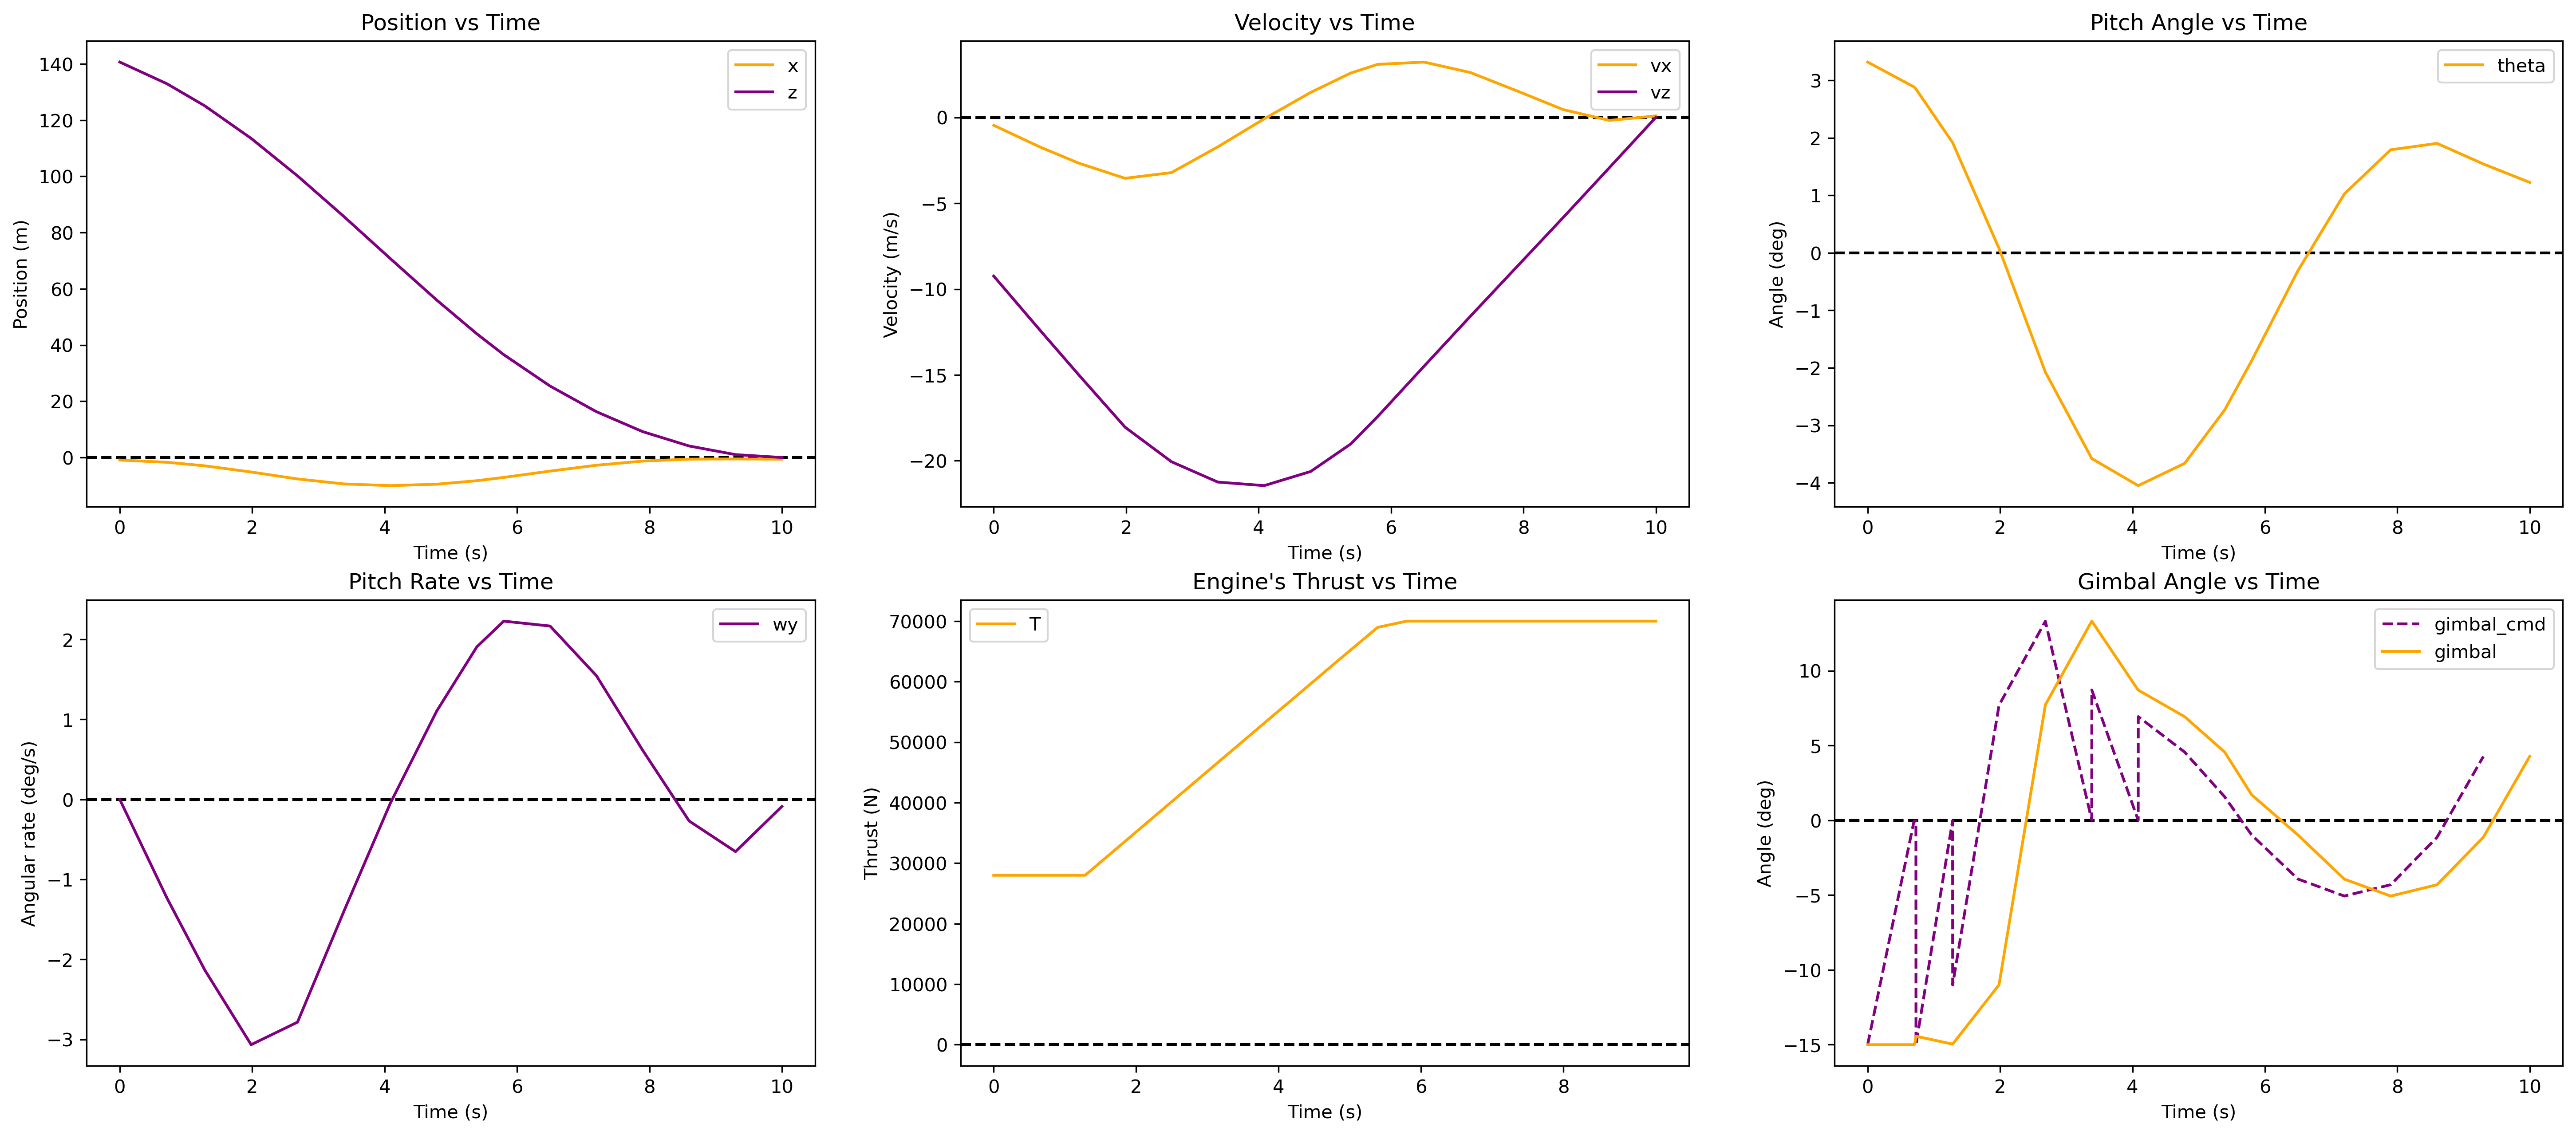 Position vs Time
Position (m)
140
120
100
80
60
40
20
0
x
z
0 2 4 6 8 10
Time (s)
Velocity vs Time
Velocity (m/s)
0
−5
−10
−15
−20
vx
vz
0 2 4 6 8 10
Time (s)
Pitch Angle vs Time
Angle (deg)
3
2
1
0
−1
−2
−3
−4
theta
0 2 4 6 8 10
Time (s)
Pitch Rate vs Time
Angular rate (deg/s)
2
1
0
−1
−2
−3
wy
0 2 4 6 8 10
Time (s)
Engine's Thrust vs Time
Thrust (N)
70000
60000
50000
40000
30000
20000
10000
0
T
0 2 4 6 8
Time (s)
Gimbal Angle vs Time
Angle (deg)
10
5
0
−5
−10
−15
gimbal_cmd
gimbal
0 2 4 6 8 10
Time (s)